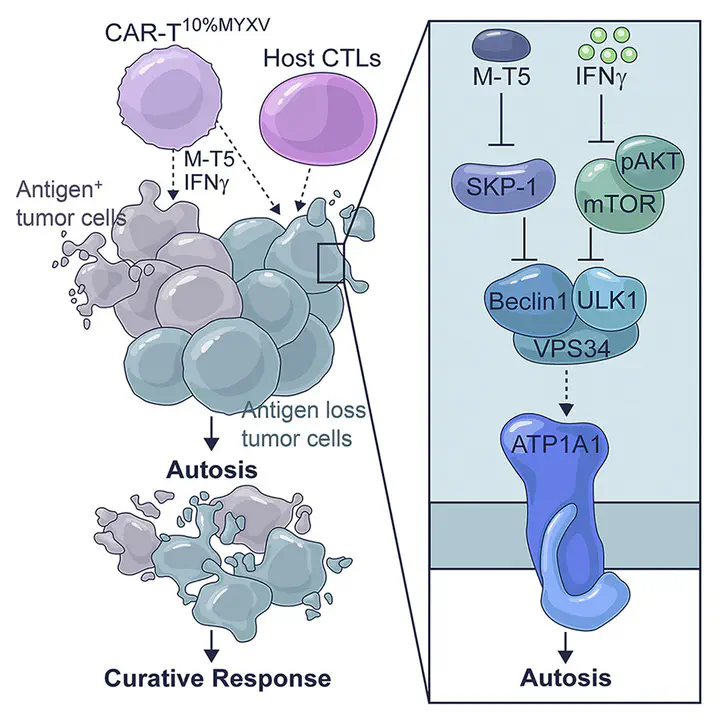 CAR-T10%MYXV
Host CTLs
M-T5
IFNγ
Antigen+
tumor cells
Antigen loss
tumor cells
Autosis
Curative Response
M-T5
IFNγ
SKP-1
pAKT
mTOR
Beclin1
ULK1
VPS34
ATP1A1
Autosis